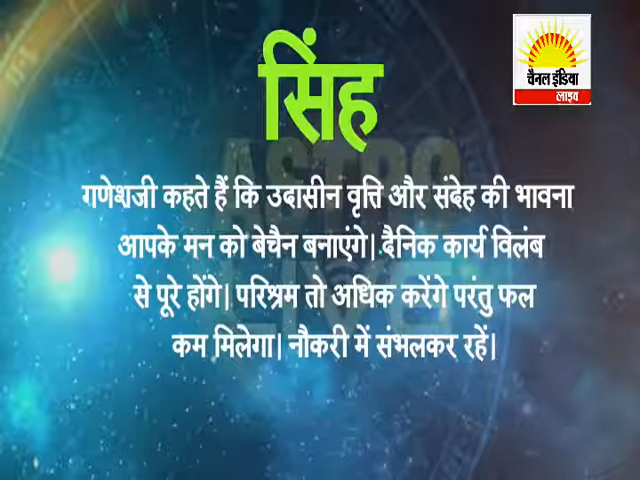 सिंह
चैनल इंडिया
लाइव
ASTRO
गणेशजी कहते हैं कि उदासीन वृत्ति और संदेह की भावना
आपके मन को बेचैन बनाएंगे। दैनिक कार्य विलंब
से पूरे होंगे। परिश्रम तो अधिक करेंगे परंतु फल
कम मिलेगा। नौकरी में संभलकर रहें।